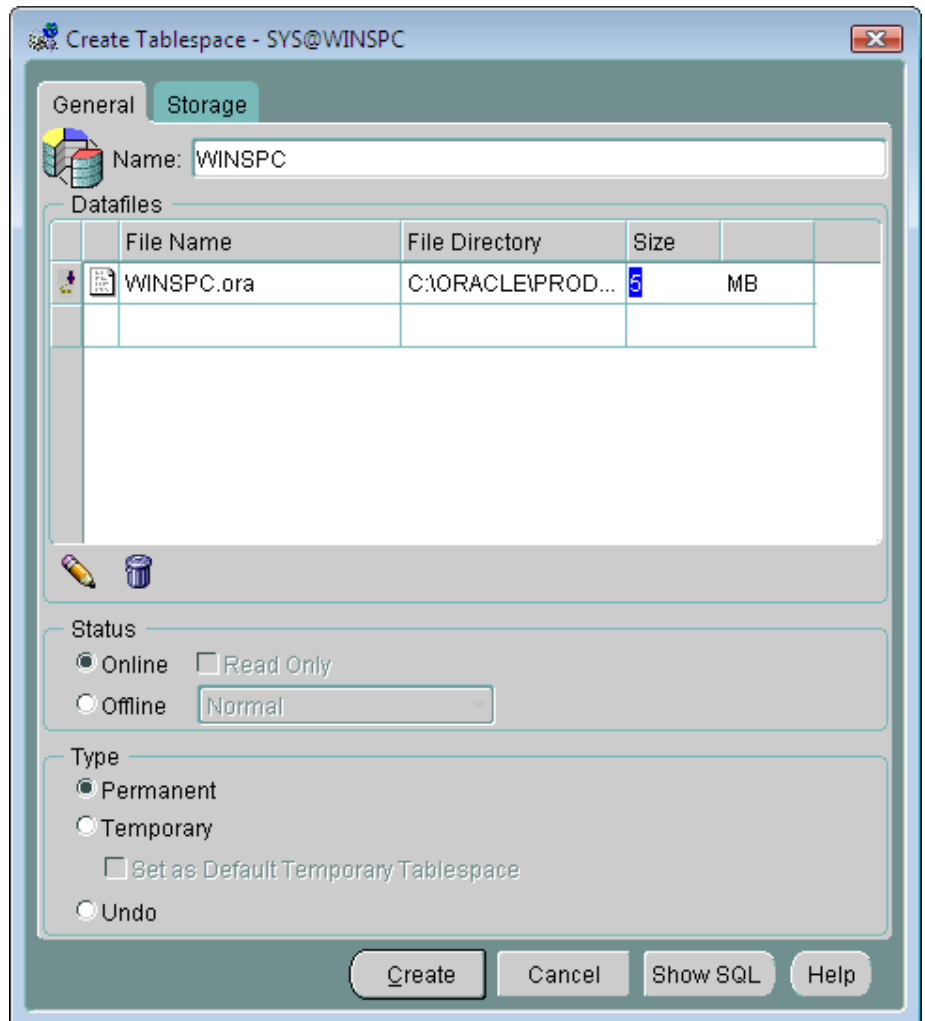 Create Tablespace - SYS@WINSPC
General Storage
Name: WINSPC
Datafiles
File Name File Directory Size
WINSPC.ora C:\ORACLE\PROD... 5 MB
Status
Online Read Only
Offline Normal
Type
Permanent
Temporary
Set as Default Temporary Tablespace
Undo
Create Cancel Show SQL Help